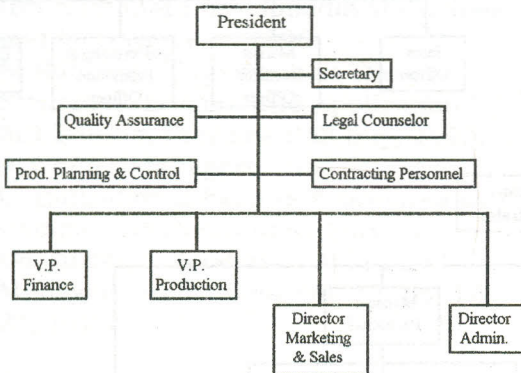 President
Secretary
Quality Assurance
Legal Counselor
Prod. Planning & Control
Contracting Personnel
V.P.
Finance
V.P.
Production
Director
Marketing
& Sales
Director
Admin.